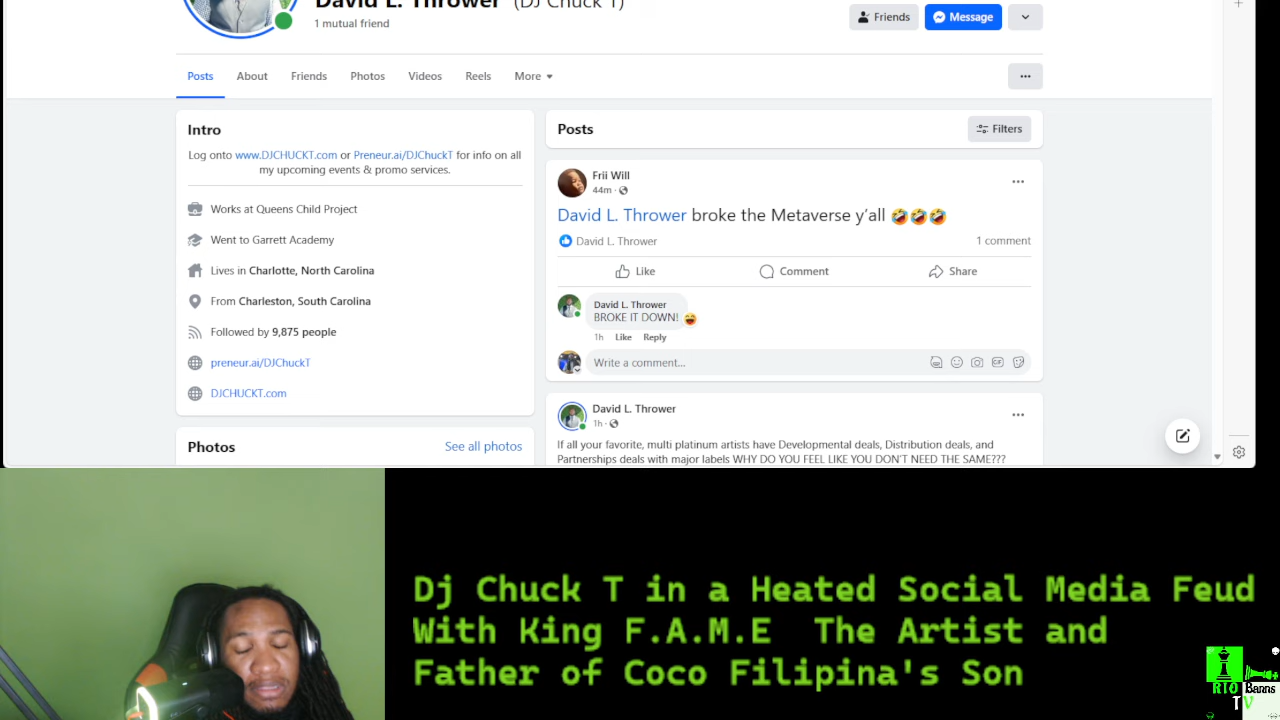 David L. Thrower (DJ Chuck T)
1 mutual friend
Friends
Message
Posts
About
Friends
Photos
Videos
Reels
More
Intro
Log onto www.DJCHUCKT.com or Preneur.ai/DJChuckT for info on all
my upcoming events & promo services.
Works at Queens Child Project
Went to Garrett Academy
Lives in Charlotte, North Carolina
From Charleston, South Carolina
Followed by 9,875 people
preneur.ai/DJChuckT
DJCHUCKT.com
Photos
See all photos
Posts
Filters
Frii Will
44m
David L. Thrower broke the Metaverse y’all 🤣🤣🤣
David L. Thrower
1 comment
Like
Comment
Share
David L. Thrower
BROKE IT DOWN! 😅
1h Like Reply
Write a comment...
GIF
David L. Thrower
1h
If all your favorite, multi platinum artists have Developmental deals, Distribution deals, and
Partnerships deals with major labels WHY DO YOU FEEL LIKE YOU DON'T NEED THE SAME???
Dj Chuck T in a Heated Social Media Feud
With King F.A.M.E The Artist and
Father of Coco Filipina's Son
RIO Banns
TV